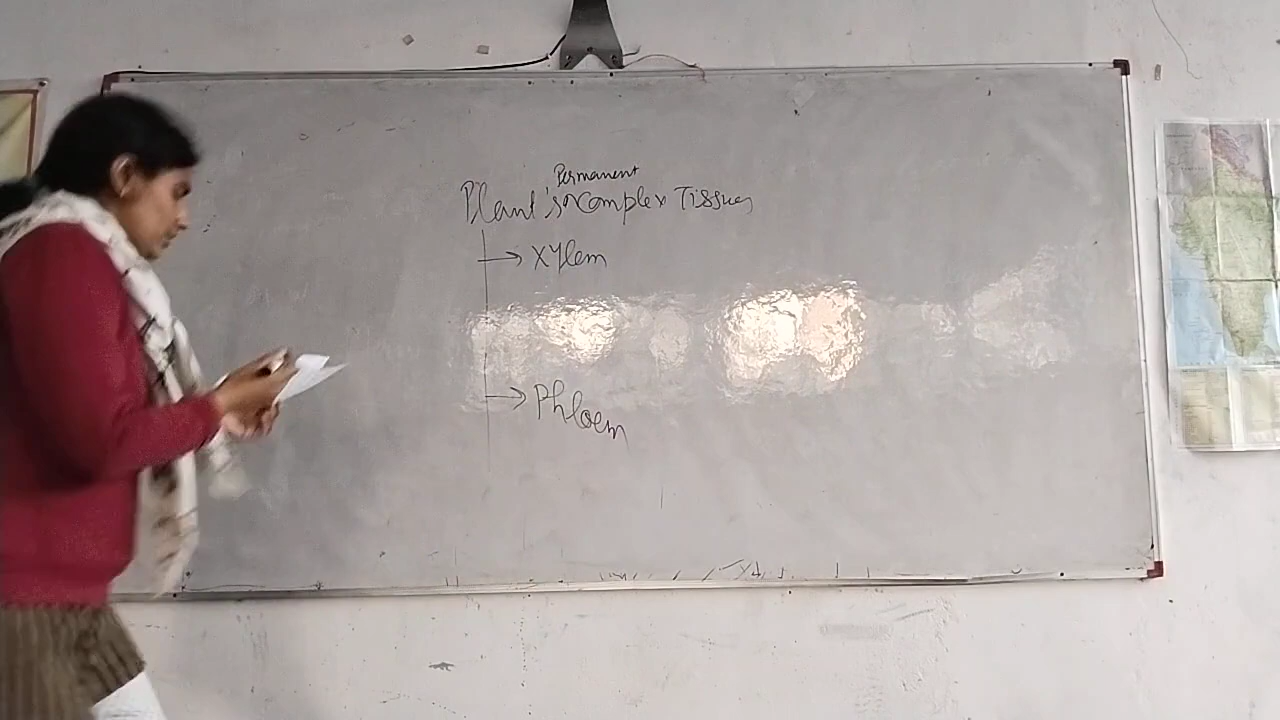 Permanent
Plant's complex Tissues
→ Xylem
→ Phloem